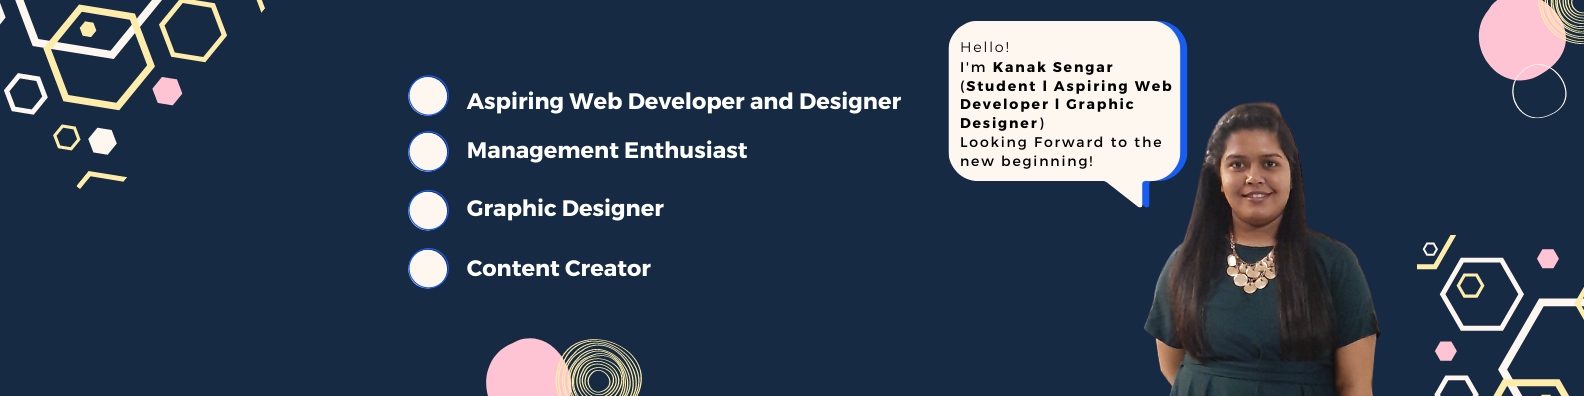 Aspiring Web Developer and Designer
Management Enthusiast
Graphic Designer
Content Creator
Hello!
I'm Kanak Sengar
(Student l Aspiring Web
Developer l Graphic
Designer)
Looking Forward to the
new beginning!